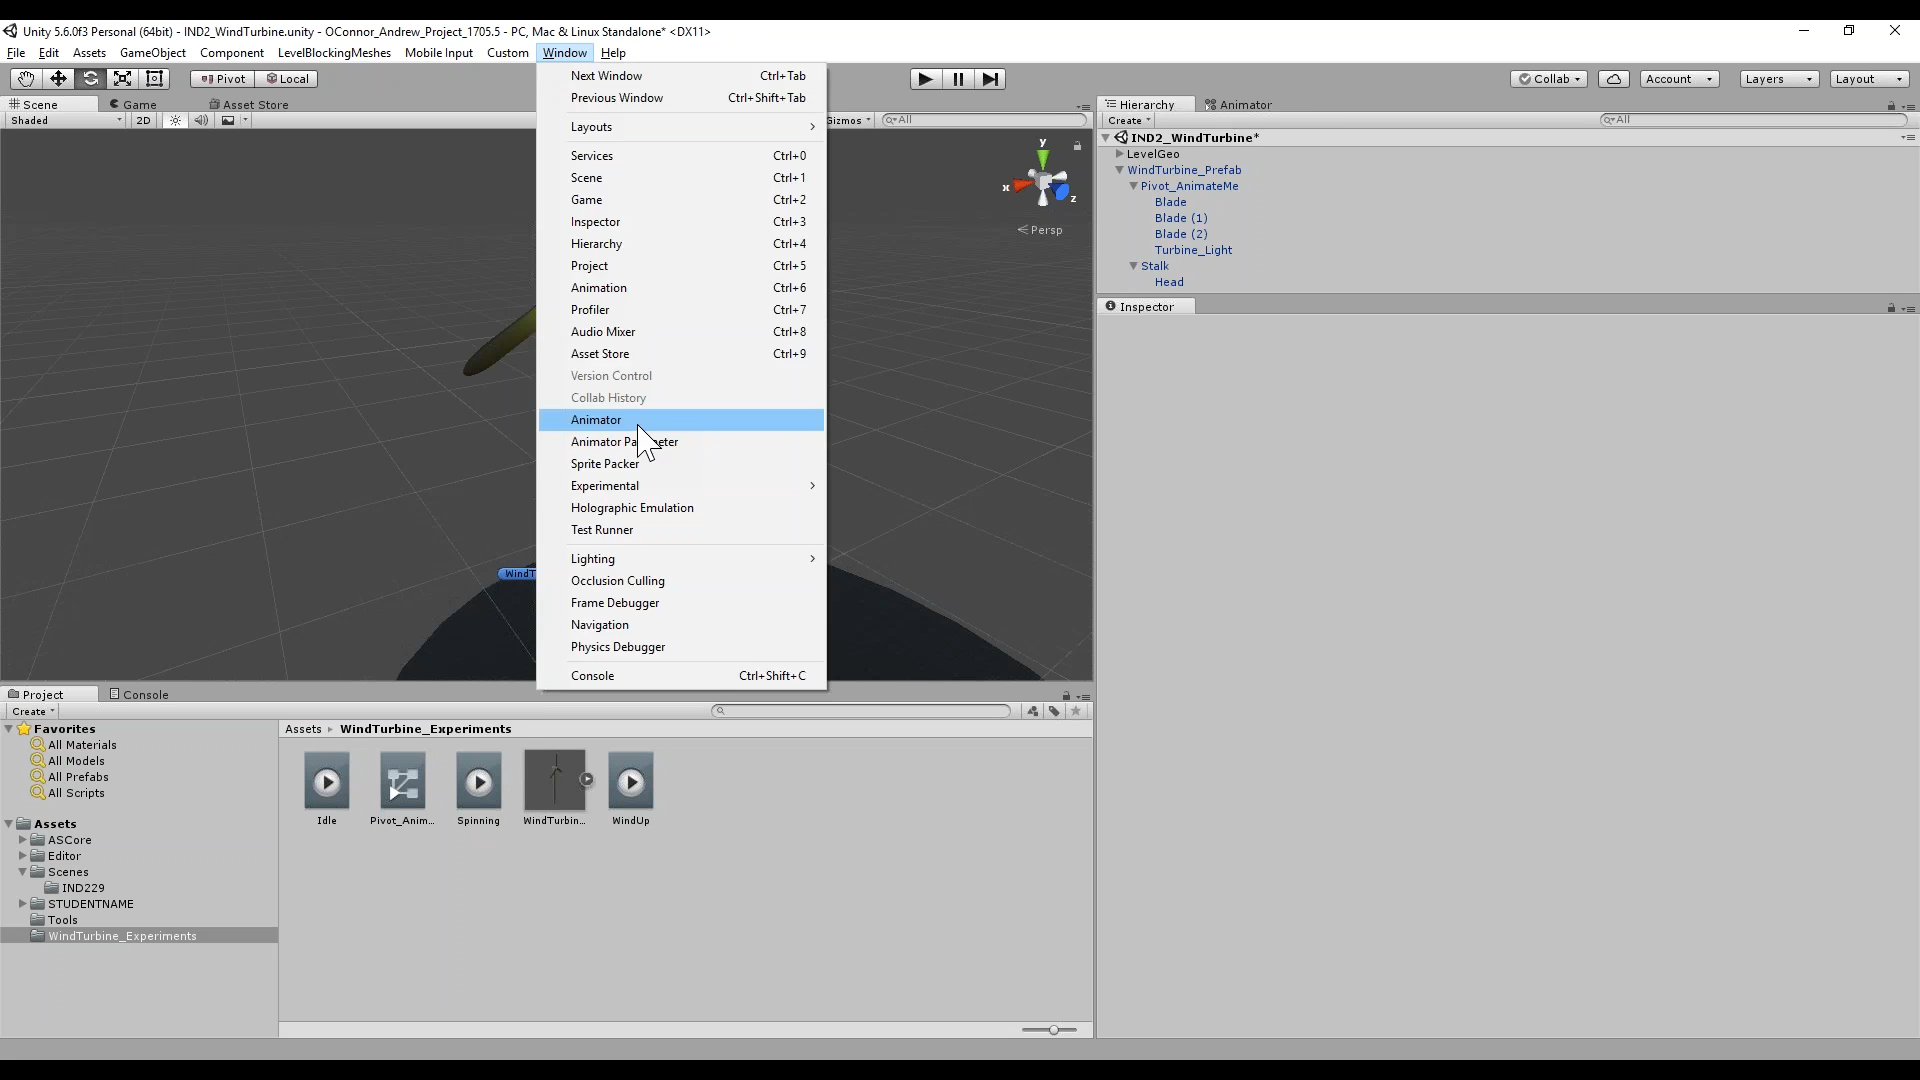 Unity 5.6.0f3 Personal (64bit) - IND2_WindTurbine.unity - OConnor_Andrew_Project_1705.5 - PC, Mac & Linux Standalone* <DX11>
File Edit Assets GameObject Component LevelBlockingMeshes Mobile Input Custom Window Help
Pivot Local
Collab Account Layers Layout
Scene Game Asset Store
Shaded 2D
Gizmos All
Next Window Ctrl+Tab
Previous Window Ctrl+Shift+Tab
Layouts
Services Ctrl+0
Scene Ctrl+1
Game Ctrl+2
Inspector Ctrl+3
Hierarchy Ctrl+4
Project Ctrl+5
Animation Ctrl+6
Profiler Ctrl+7
Audio Mixer Ctrl+8
Asset Store Ctrl+9
Version Control
Collab History
Animator
Animator Pa eter
Sprite Packer
Experimental
Holographic Emulation
Test Runner
Lighting
Occlusion Culling
Frame Debugger
Navigation
Physics Debugger
Console Ctrl+Shift+C
y
x
z
Persp
WindT
Hierarchy Animator
Create All
IND2_WindTurbine*
LevelGeo
WindTurbine_Prefab
Pivot_AnimateMe
Blade
Blade (1)
Blade (2)
Turbine_Light
Stalk
Head
Inspector
Project Console
Create
Favorites
All Materials
All Models
All Prefabs
All Scripts
Assets
ASCore
Editor
Scenes
IND229
STUDENTNAME
Tools
WindTurbine_Experiments
Assets WindTurbine_Experiments
Idle Pivot_Anim... Spinning WindTurbin... WindUp